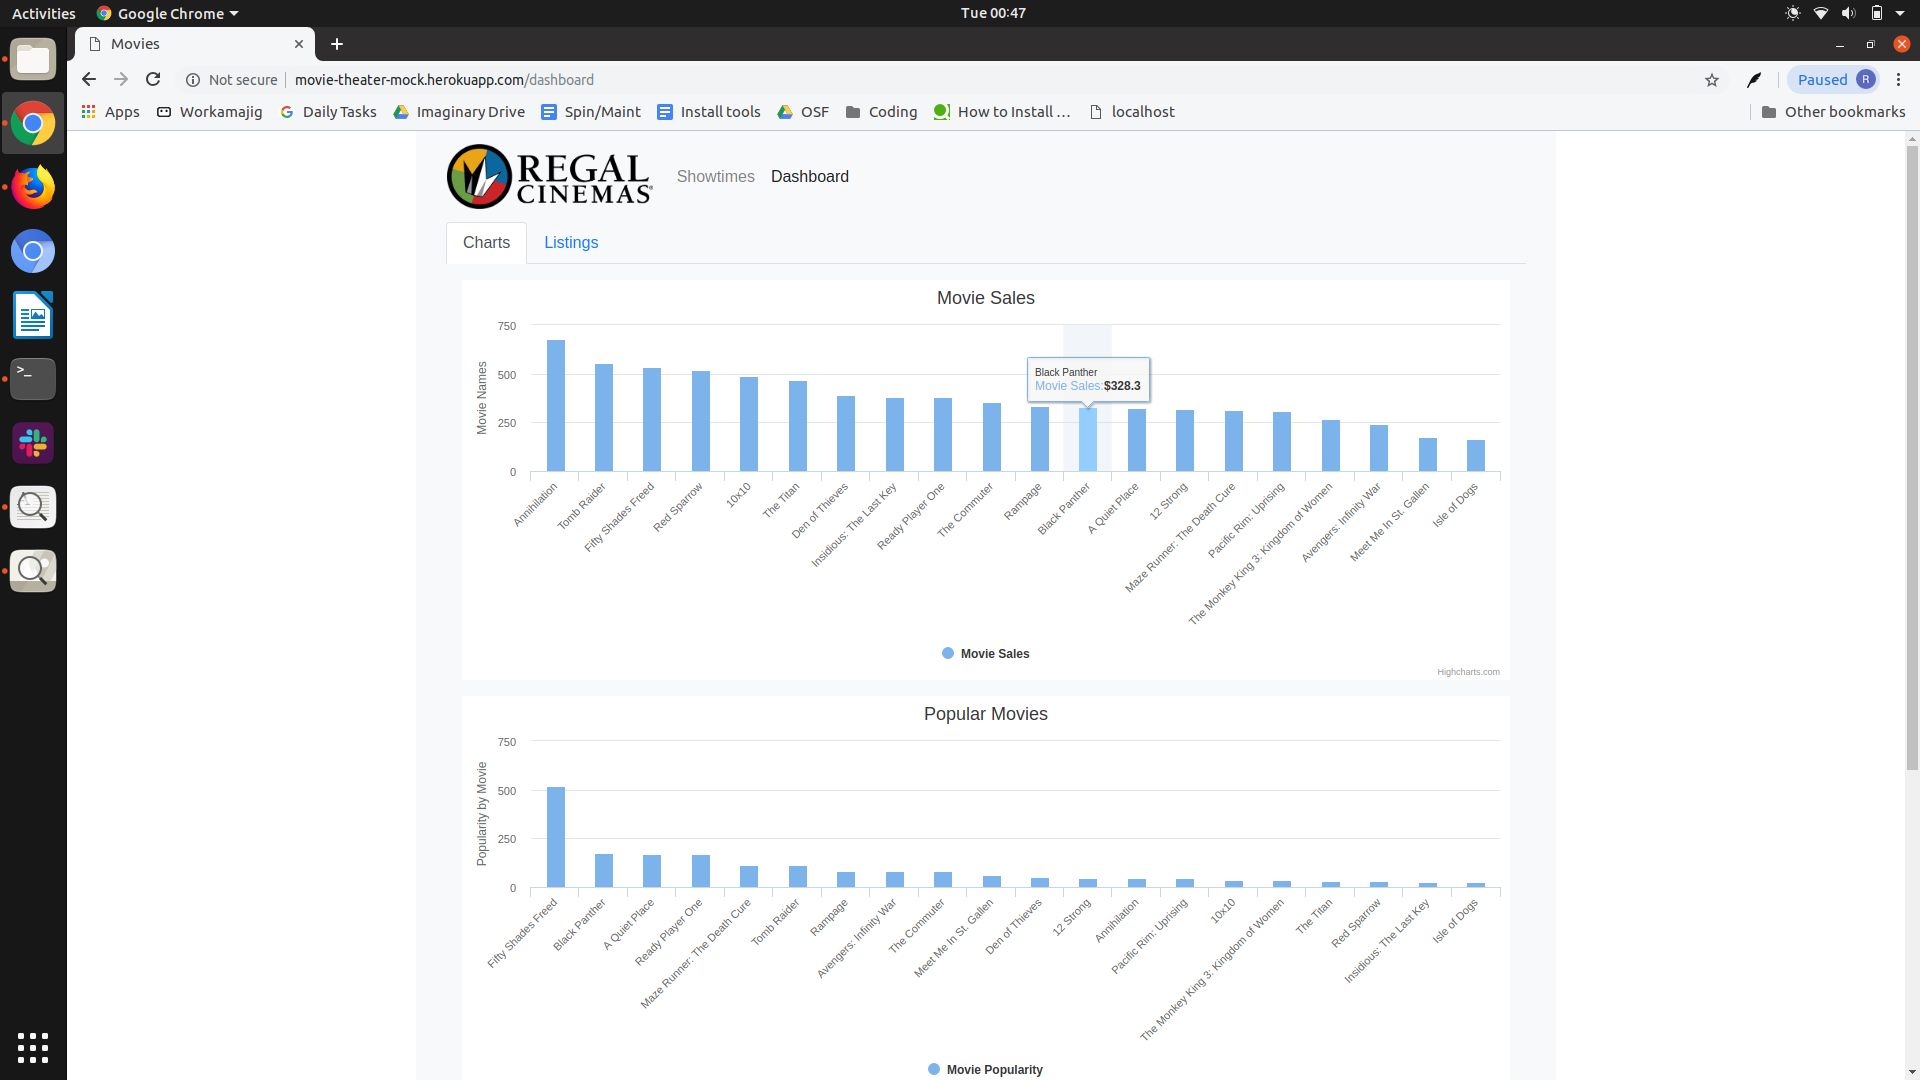 Activities
Google Chrome
Tue 00:47
Movies
Not secure
movie-theater-mock.herokuapp.com/dashboard
Paused
R
Apps
Workamajig
Daily Tasks
Imaginary Drive
Spin/Maint
Install tools
OSF
Coding
How to Install ...
localhost
Other bookmarks
REGAL
CINEMAS
Showtimes
Dashboard
Charts
Listings
Movie Sales
Movie Names
750
500
250
0
Black Panther
Movie Sales:$328.3
Annihilation
Tomb Raider
Fifty Shades Freed
Red Sparrow
10x10
The Titan
Den of Thieves
Insidious: The Last Key
Ready Player One
The Commuter
Rampage
Black Panther
A Quiet Place
12 Strong
Maze Runner: The Death Cure
Pacific Rim: Uprising
The Monkey King 3: Kingdom of Women
Avengers: Infinity War
Meet Me In St. Gallen
Isle of Dogs
Movie Sales
Highcharts.com
Popular Movies
Popularity by Movie
750
500
250
0
Fifty Shades Freed
Black Panther
A Quiet Place
Ready Player One
Maze Runner: The Death Cure
Tomb Raider
Rampage
Avengers: Infinity War
The Commuter
Meet Me In St. Gallen
Den of Thieves
12 Strong
Annihilation
Pacific Rim: Uprising
10x10
The Monkey King 3: Kingdom of Women
The Titan
Red Sparrow
Insidious: The Last Key
Isle of Dogs
Movie Popularity